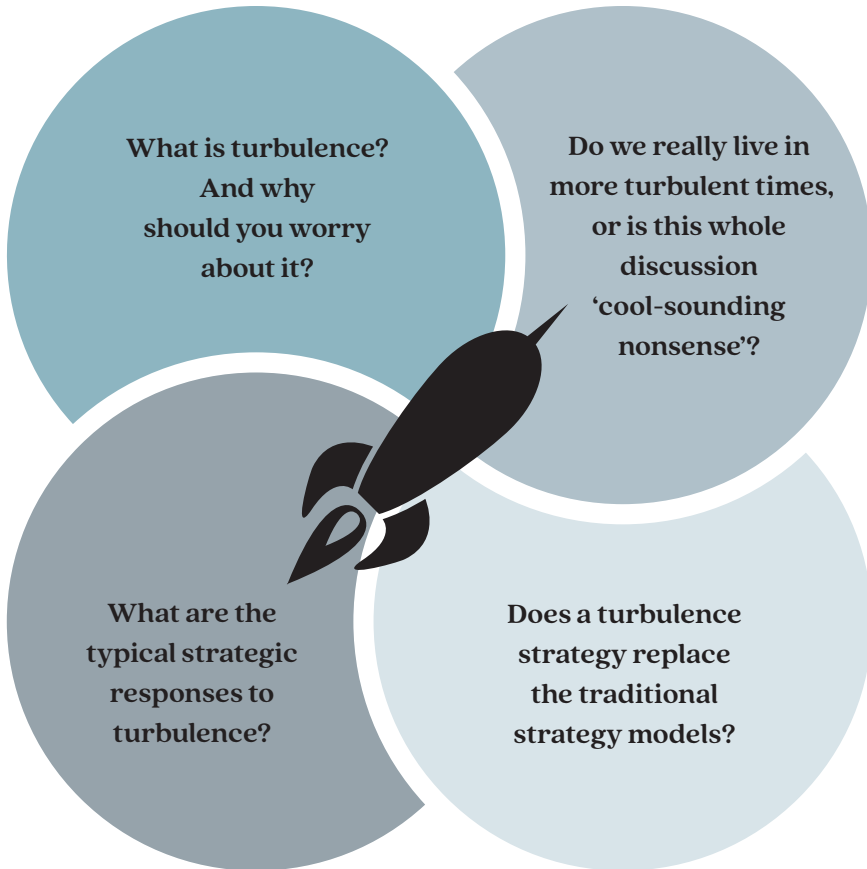 What is turbulence?
And why
should you worry
about it?
Do we really live in
more turbulent times,
or is this whole
discussion
‘cool-sounding
nonsense’?
What are the
typical strategic
responses to
turbulence?
Does a turbulence
strategy replace
the traditional
strategy models?